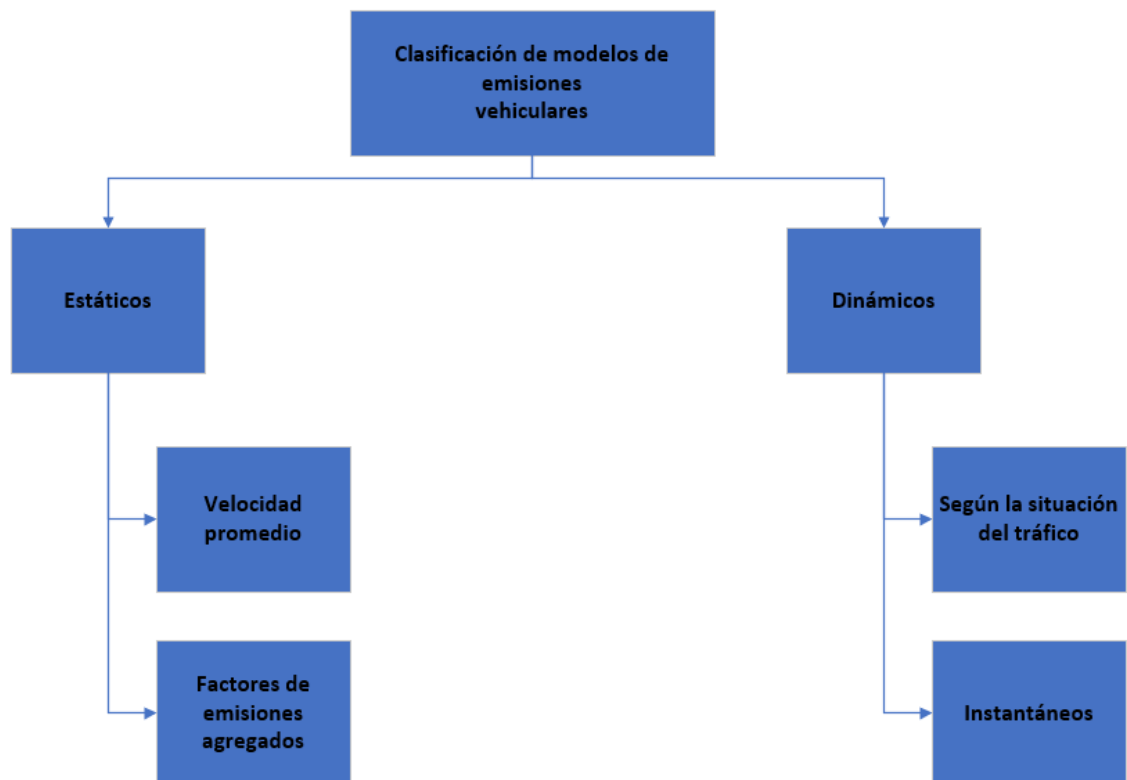 Clasificación de modelos de
emisiones
vehiculares
Estáticos
Dinámicos
Velocidad
promedio
Según la situación
del tráfico
Factores de
emisiones
agregados
Instantáneos